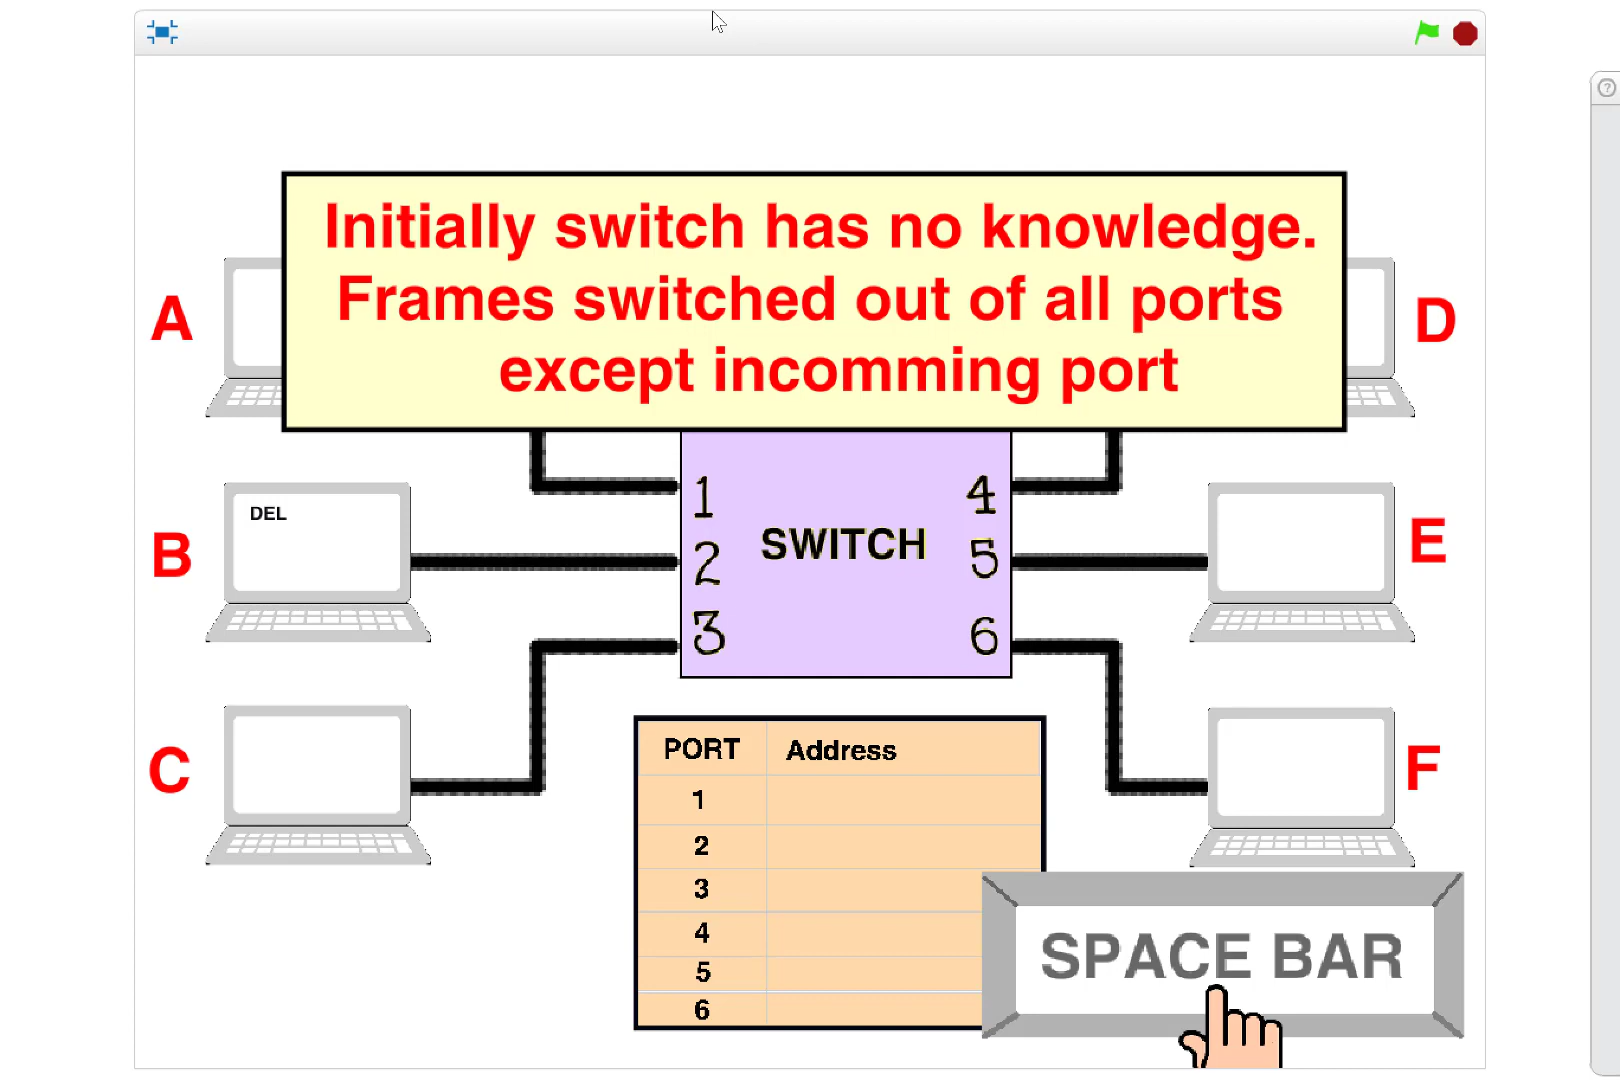 Initially switch has no knowledge.
Frames switched out of all ports
except incomming port
A
D
B
DEL
1
2
3
SWITCH
4
5
6
E
C
F
PORT Address
1
2
3
4
5
6
SPACE BAR
?